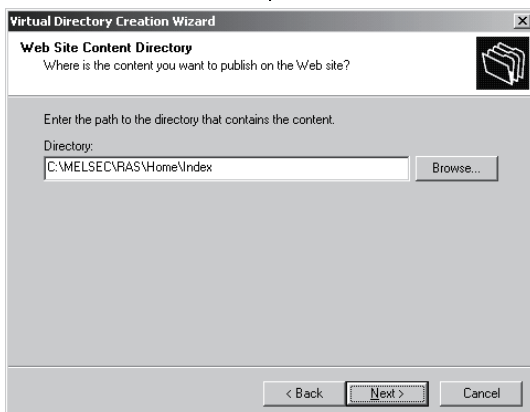 Virtual Directory Creation Wizard
Web Site Content Directory
Where is the content you want to publish on the Web site?
Enter the path to the directory that contains the content.
Directory:
C:\MELSEC\RAS\Home\Index
Browse...
< Back
Next >
Cancel